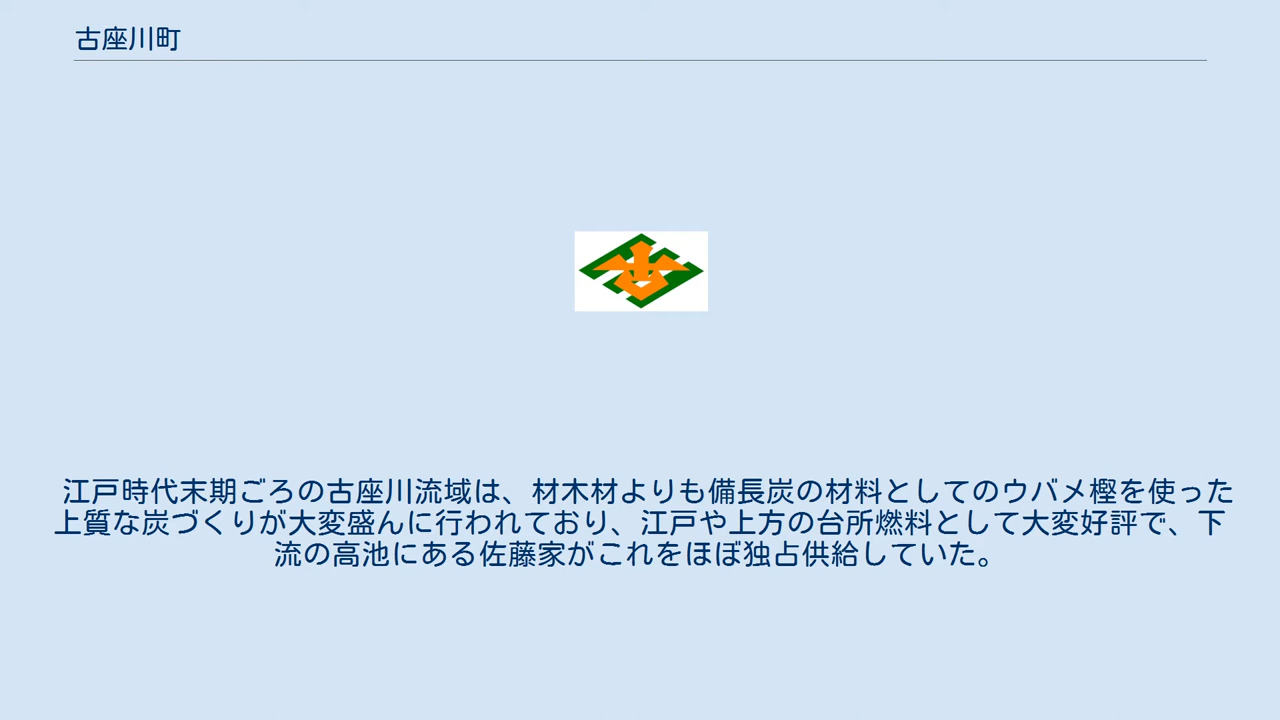 古座川町
江戸時代末期ごろの古座川流域は、材木材よりも備長炭の材料としてのウバメ樫を使った
上質な炭づくりが大変盛んに行われており、江戸や上方の台所燃料として大変好評で、下
流の高池にある佐藤家がこれをほぼ独占供給していた。